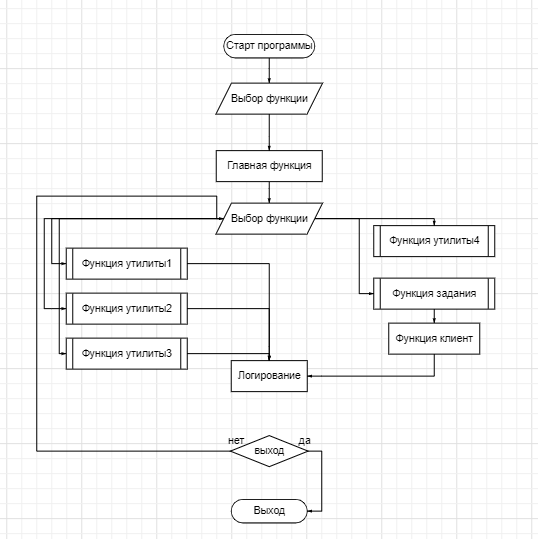 Старт программы
Выбор функции
Главная функция
Выбор функции
Функция утилиты4
Функция утилиты1
Функция задания
Функция утилиты2
Функция клиент
Функция утилиты3
Логирование
нет
да
выход
Выход